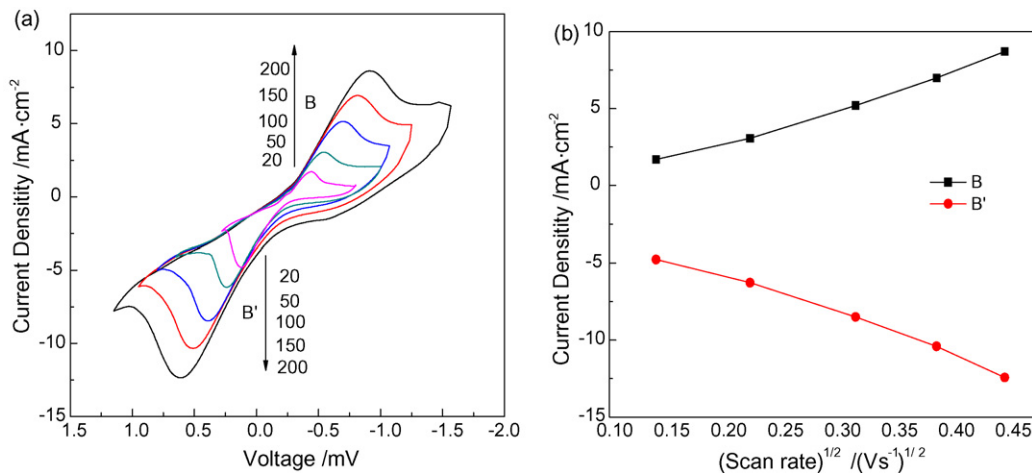 (a)
Current Densitity /mA·cm-2
10
5
0
-5
-10
-15
1.5 1.0 0.5 0.0 -0.5 -1.0 -1.5 -2.0
Voltage /mV
B
200
150
100
50
20
B'
20
50
100
150
200
(b)
Current Densitity /mA·cm-2
10
5
0
-5
-10
-15
0.10 0.15 0.20 0.25 0.30 0.35 0.40 0.45
(Scan rate)1/2 /(Vs-1)1/2
B
B'